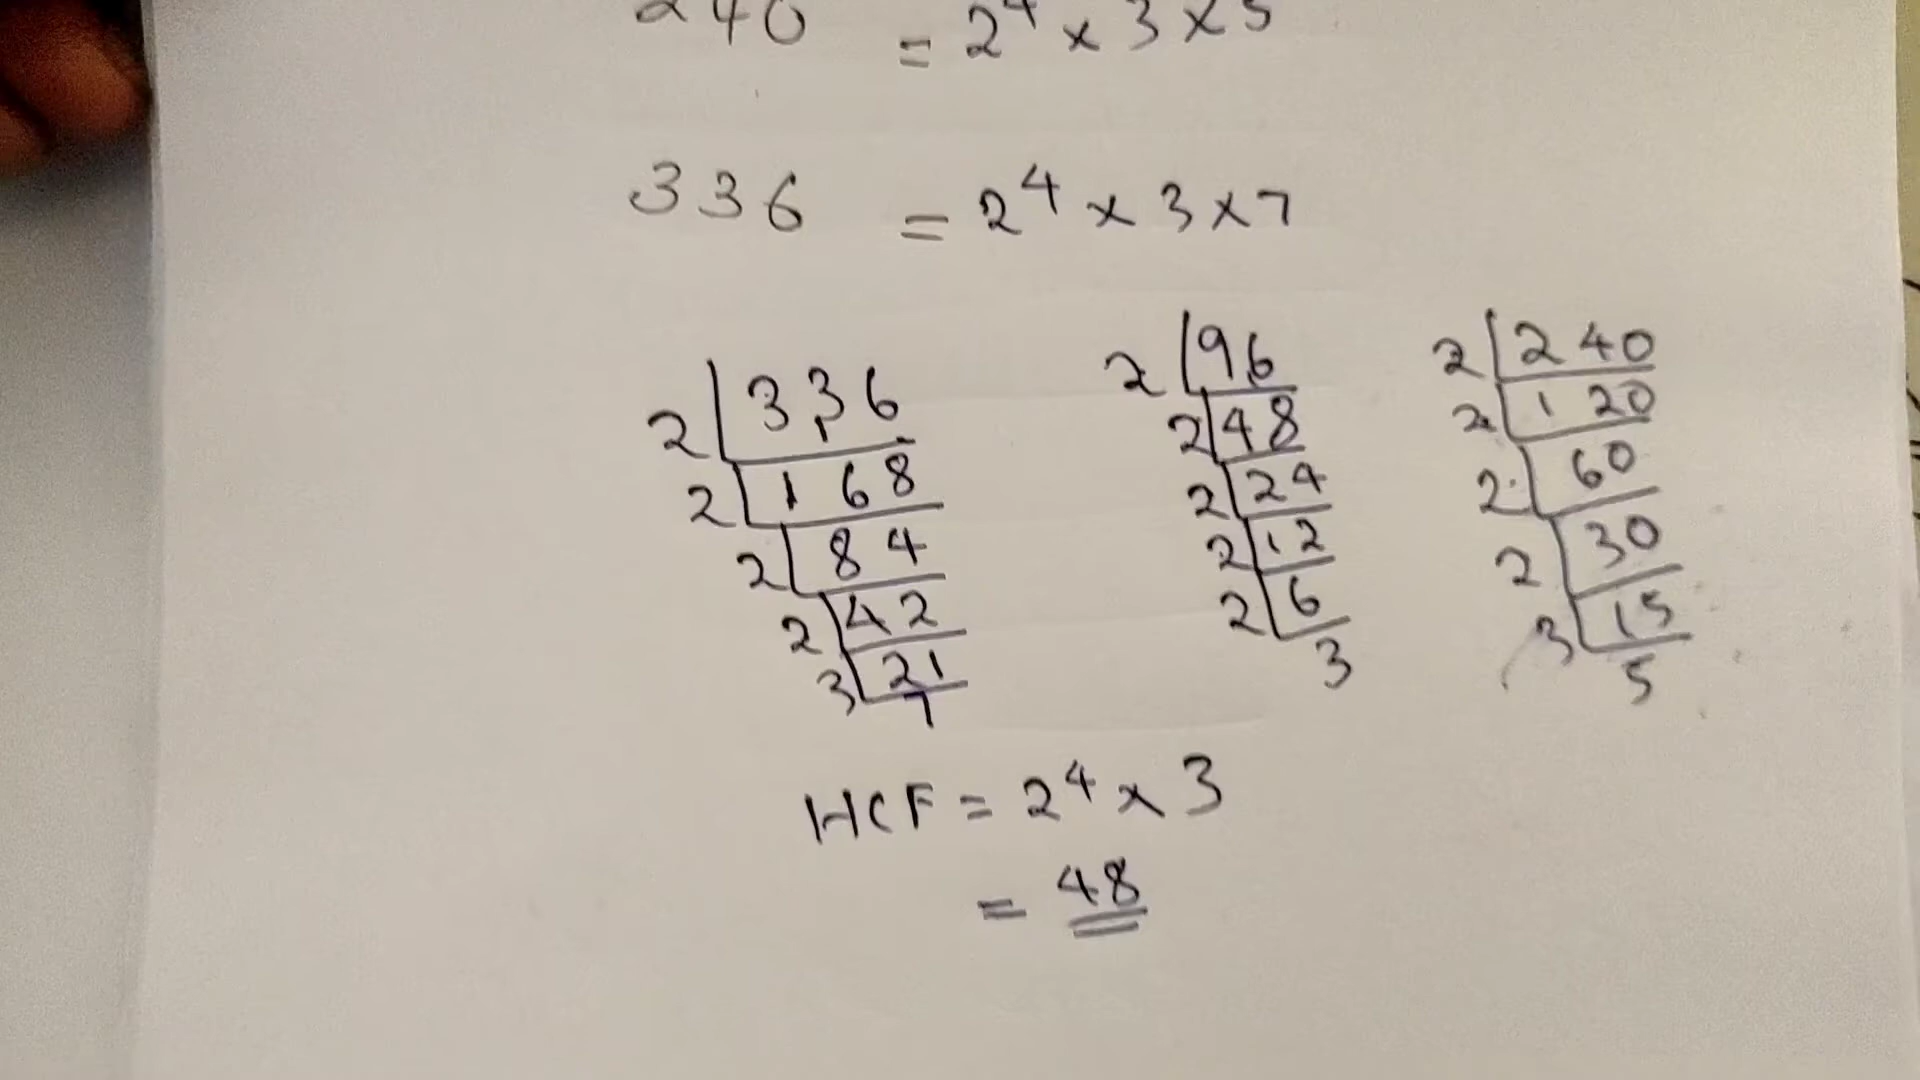 240 = 2⁴ × 3 × 5
336 = 2⁴ × 3 × 7
2 | 336
2 | 168
2 | 84
2 | 42
3 | 21
7
2 | 96
2 | 48
2 | 24
2 | 12
2 | 6
3
2 | 240
2 | 120
2 | 60
2 | 30
3 | 15
5
HCF = 2⁴ × 3
= 48